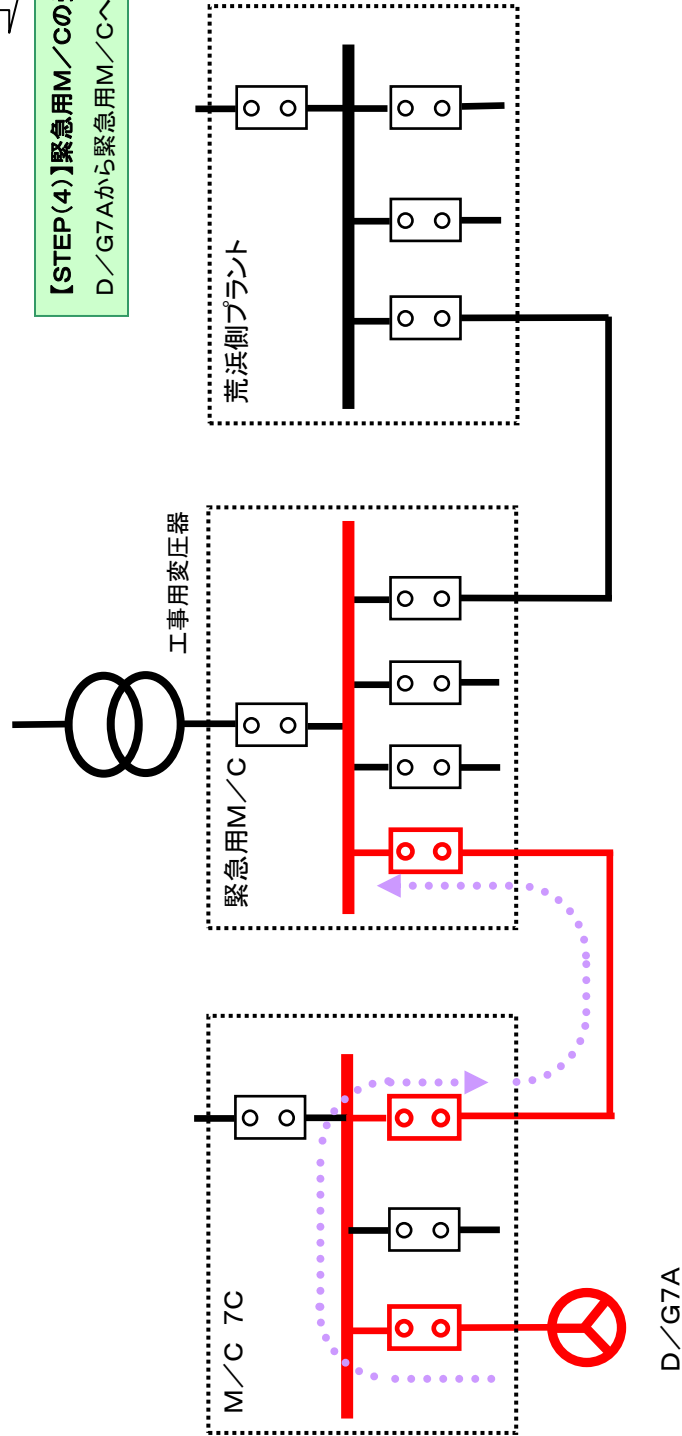 【STEP(4)】緊急用M/Cの
D/G7Aから緊急用M/Cへ
荒浜側プラント
工事用変圧器
緊急用M/C
M/C 7C
D/G7A